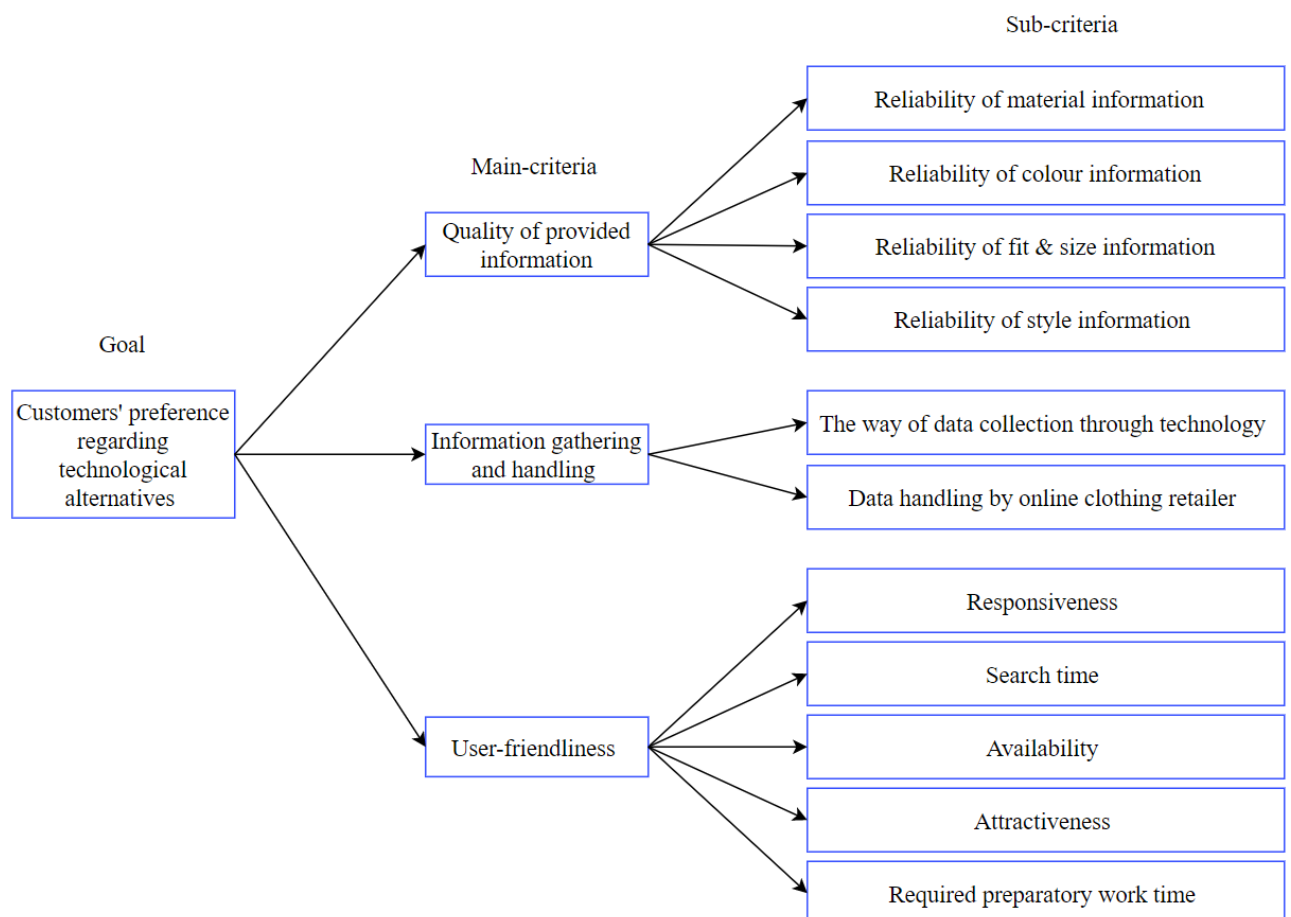 Sub-criteria
Reliability of material information
Main-criteria
Reliability of colour information
Quality of provided
information
Reliability of fit & size information
Reliability of style information
Goal
Customers' preference
regarding
technological
alternatives
Information gathering
and handling
The way of data collection through technology
Data handling by online clothing retailer
Responsiveness
Search time
User-friendliness
Availability
Attractiveness
Required preparatory work time